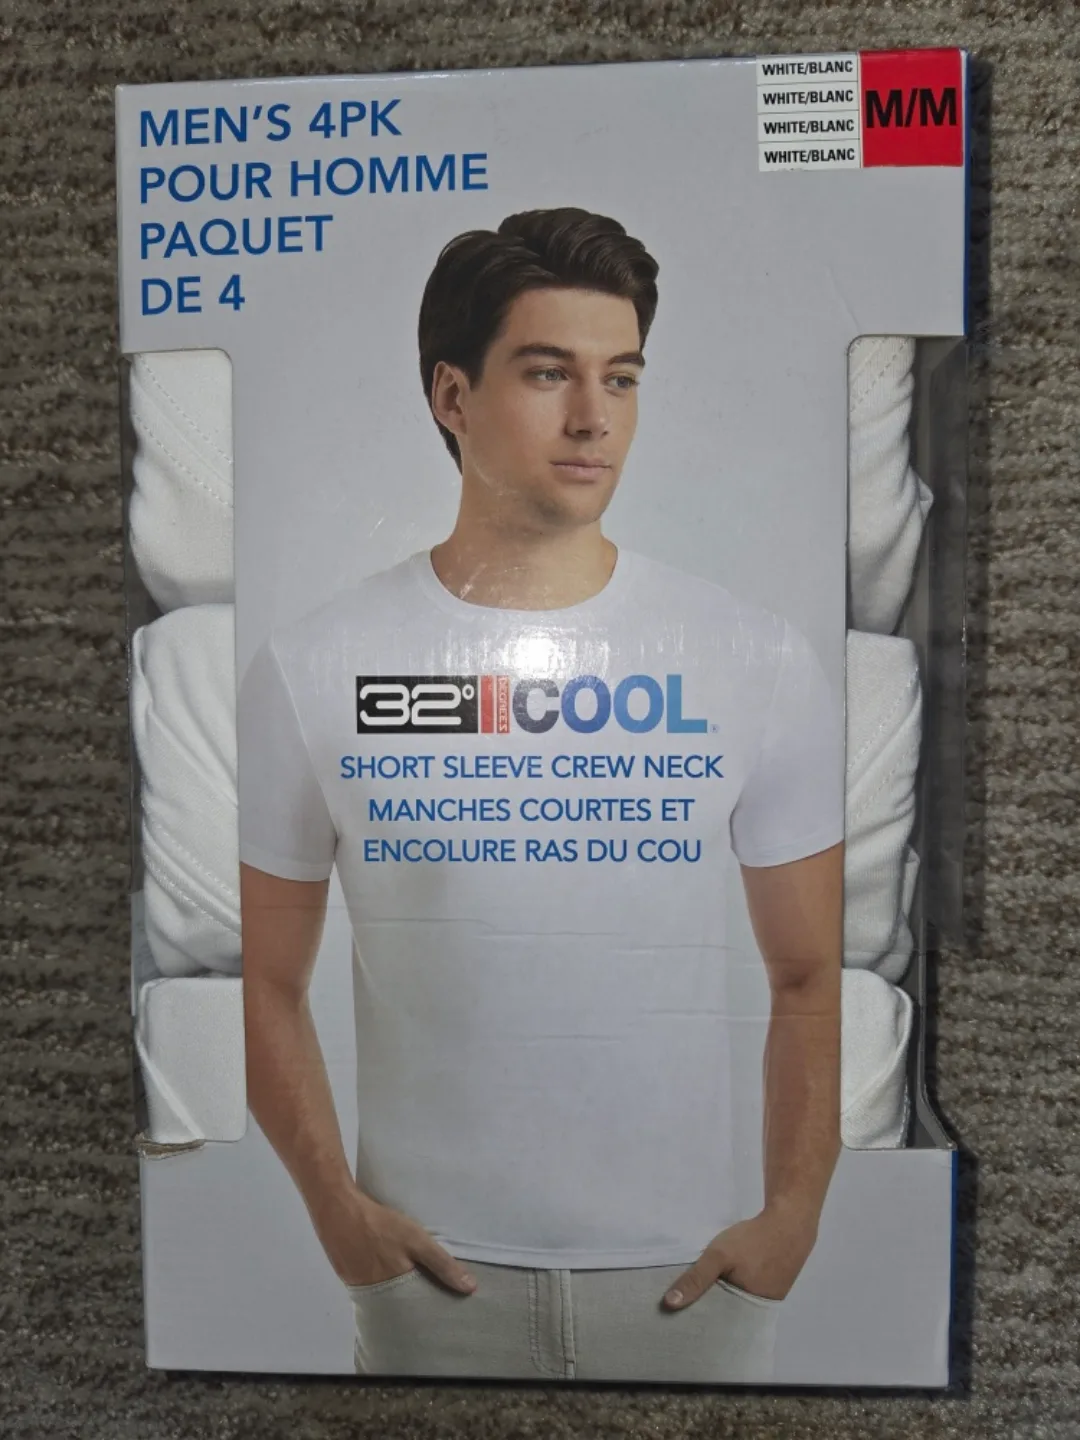 MEN'S 4PK
POUR HOMME
PAQUET
DE 4
WHITE/BLANC
WHITE/BLANC
WHITE/BLANC
WHITE/BLANC
M/M
32° DEGREES COOL®
SHORT SLEEVE CREW NECK
MANCHES COURTES ET
ENCOLURE RAS DU COU